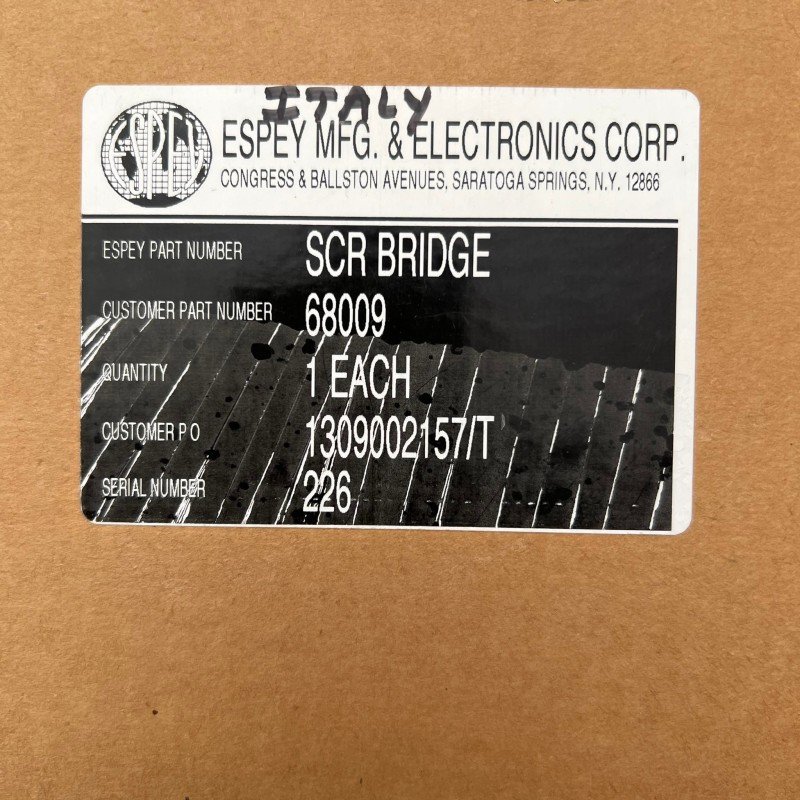 ITALY
ESPEY
ESPEY MFG. & ELECTRONICS CORP.
CONGRESS & BALLSTON AVENUES, SARATOGA SPRINGS, N.Y. 12866
ESPEY PART NUMBER SCR BRIDGE
CUSTOMER PART NUMBER 68009
QUANTITY 1 EACH
CUSTOMER P O 1309002157/T
SERIAL NUMBER 226